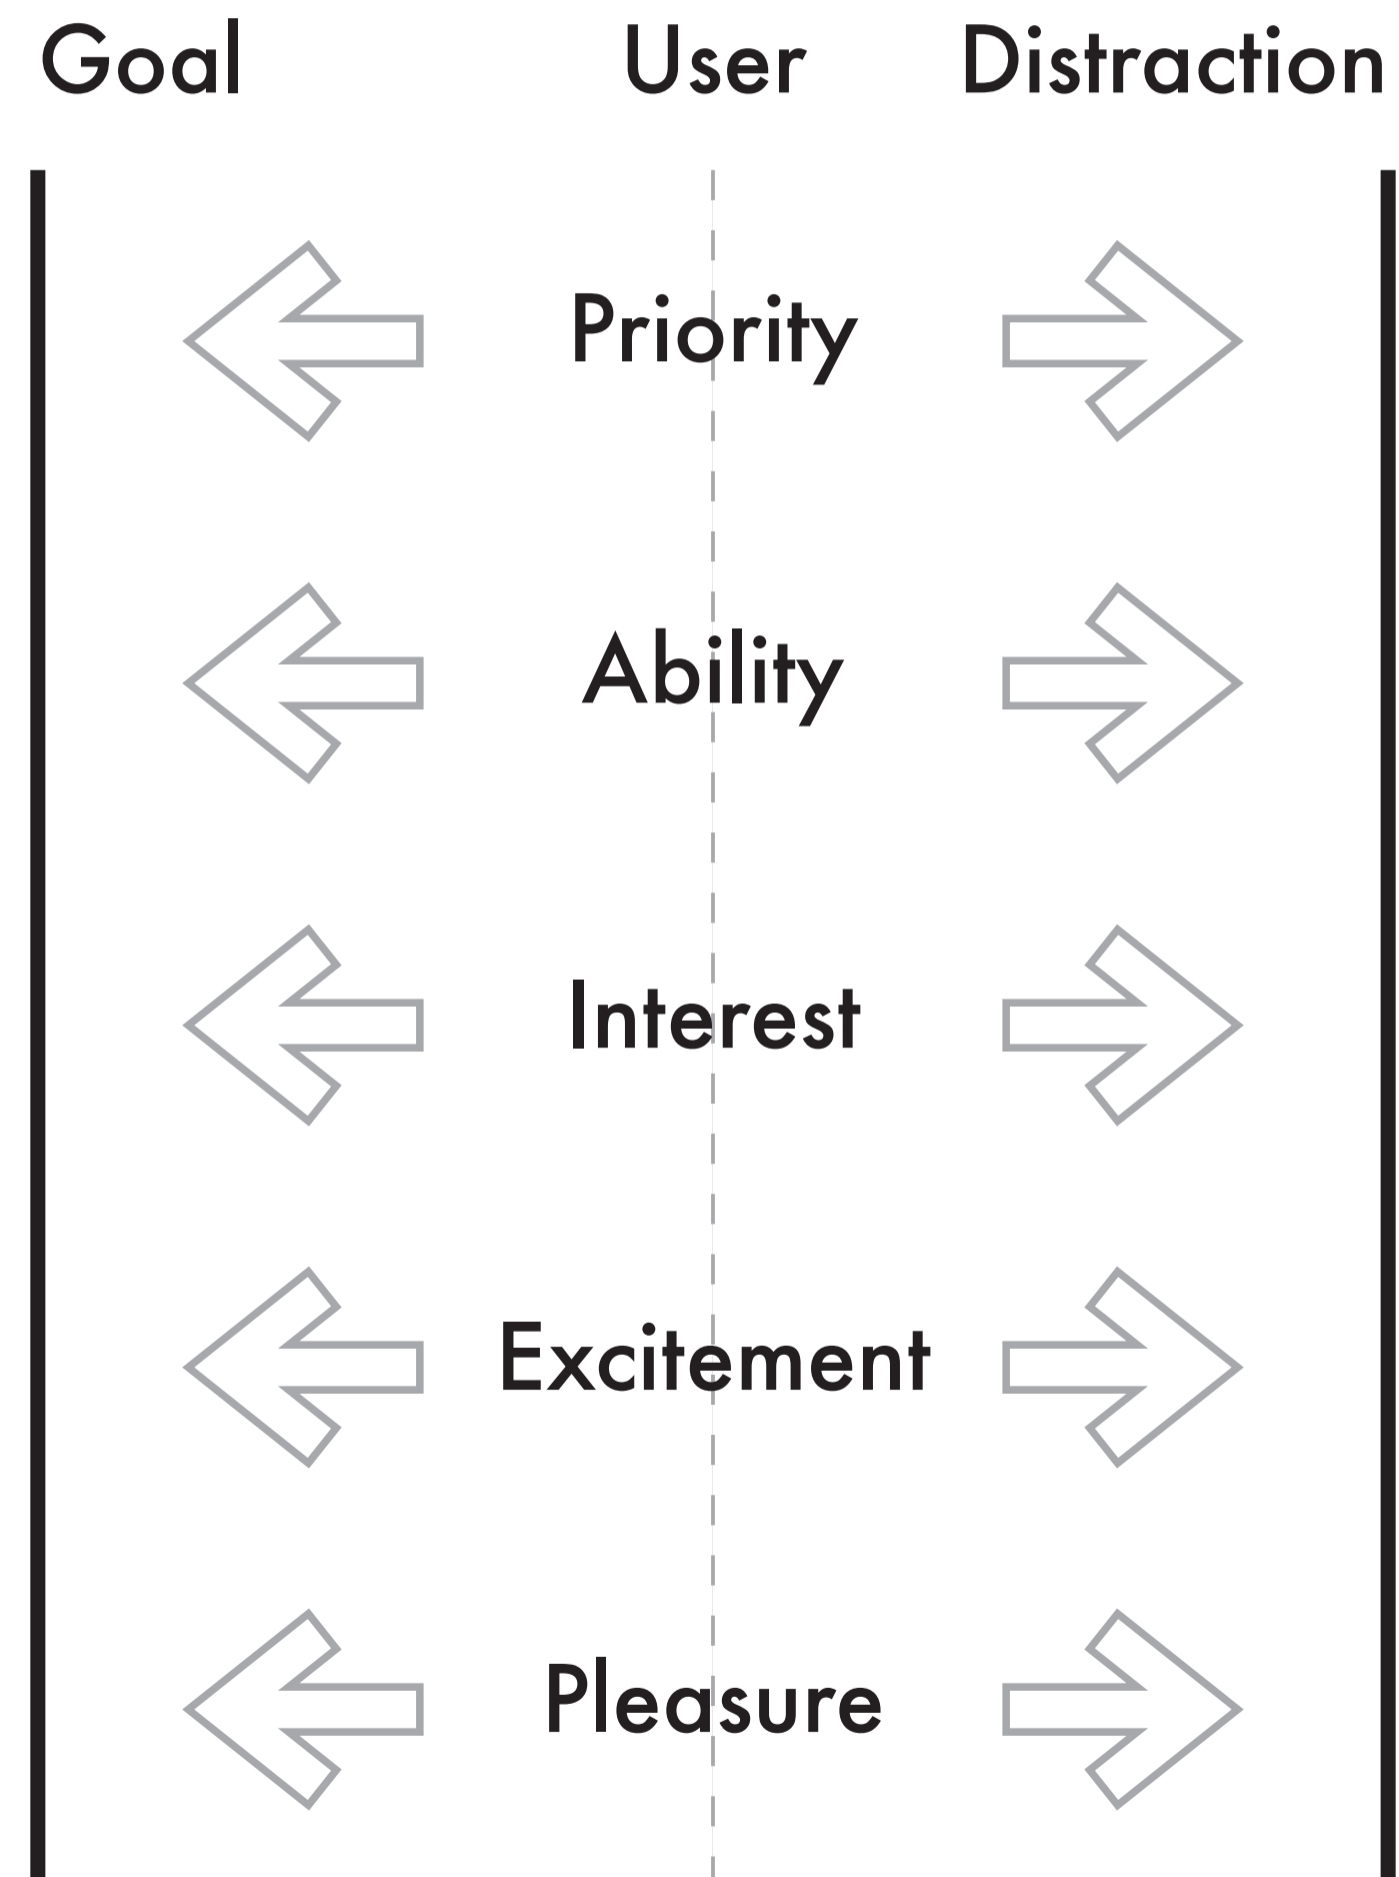 Goal User Distraction
Priority
Ability
Interest
Excitement
Pleasure